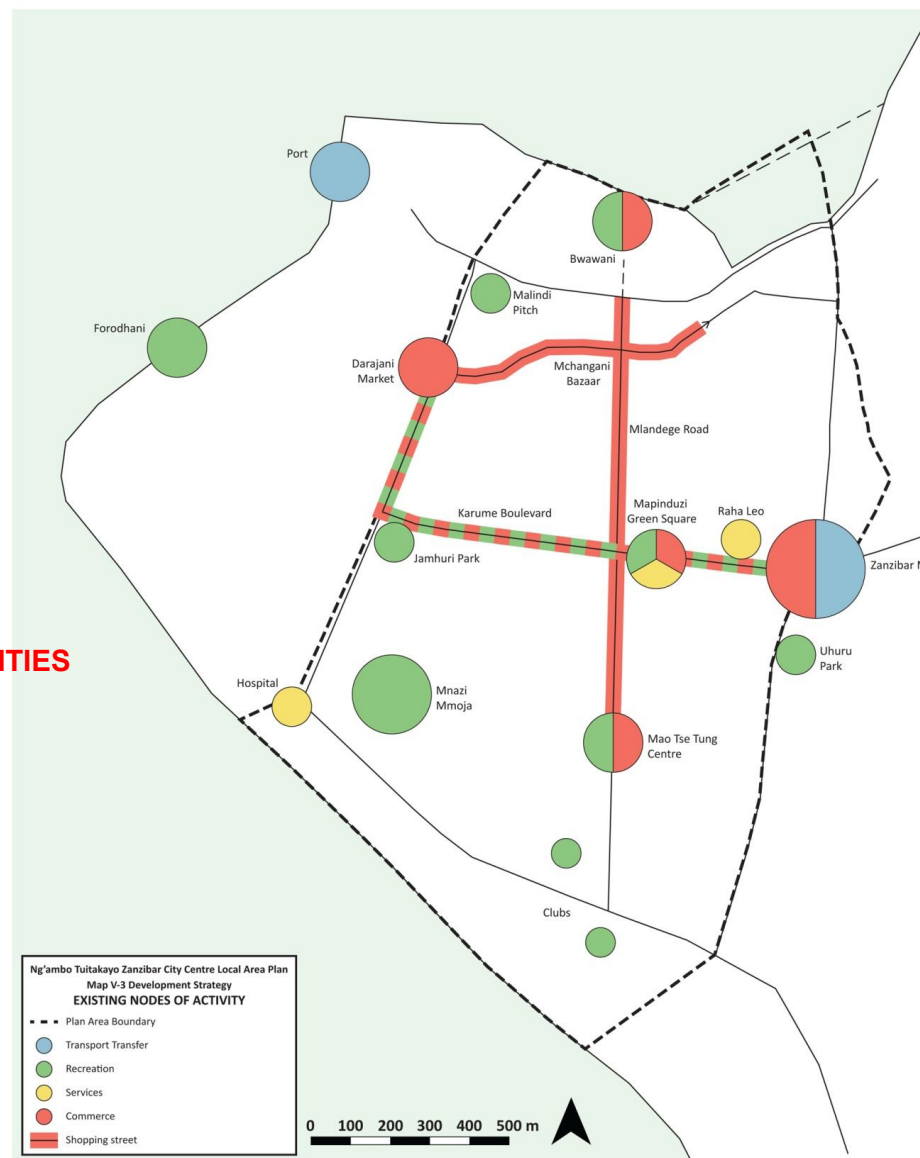 Port
Bwawani
Malindi
Pitch
Forodhani
Darajani
Market
Mchangani
Bazaar
Mlandege Road
Mapinduzi
Green Square
Raha Leo
Karume Boulevard
Jamhuri Park
Zanzibar M
ITIES
Uhuru
Park
Hospital
Mnazi
Mmoja
Mao Tse Tung
Centre
Clubs
Ng'ambo Tuitakayo Zanzibar City Centre Local Area Plan
Map V-3 Development Strategy
EXISTING NODES OF ACTIVITY
Plan Area Boundary
Transport Transfer
Recreation
Services
Commerce
Shopping street
0 100 200 300 400 500 m